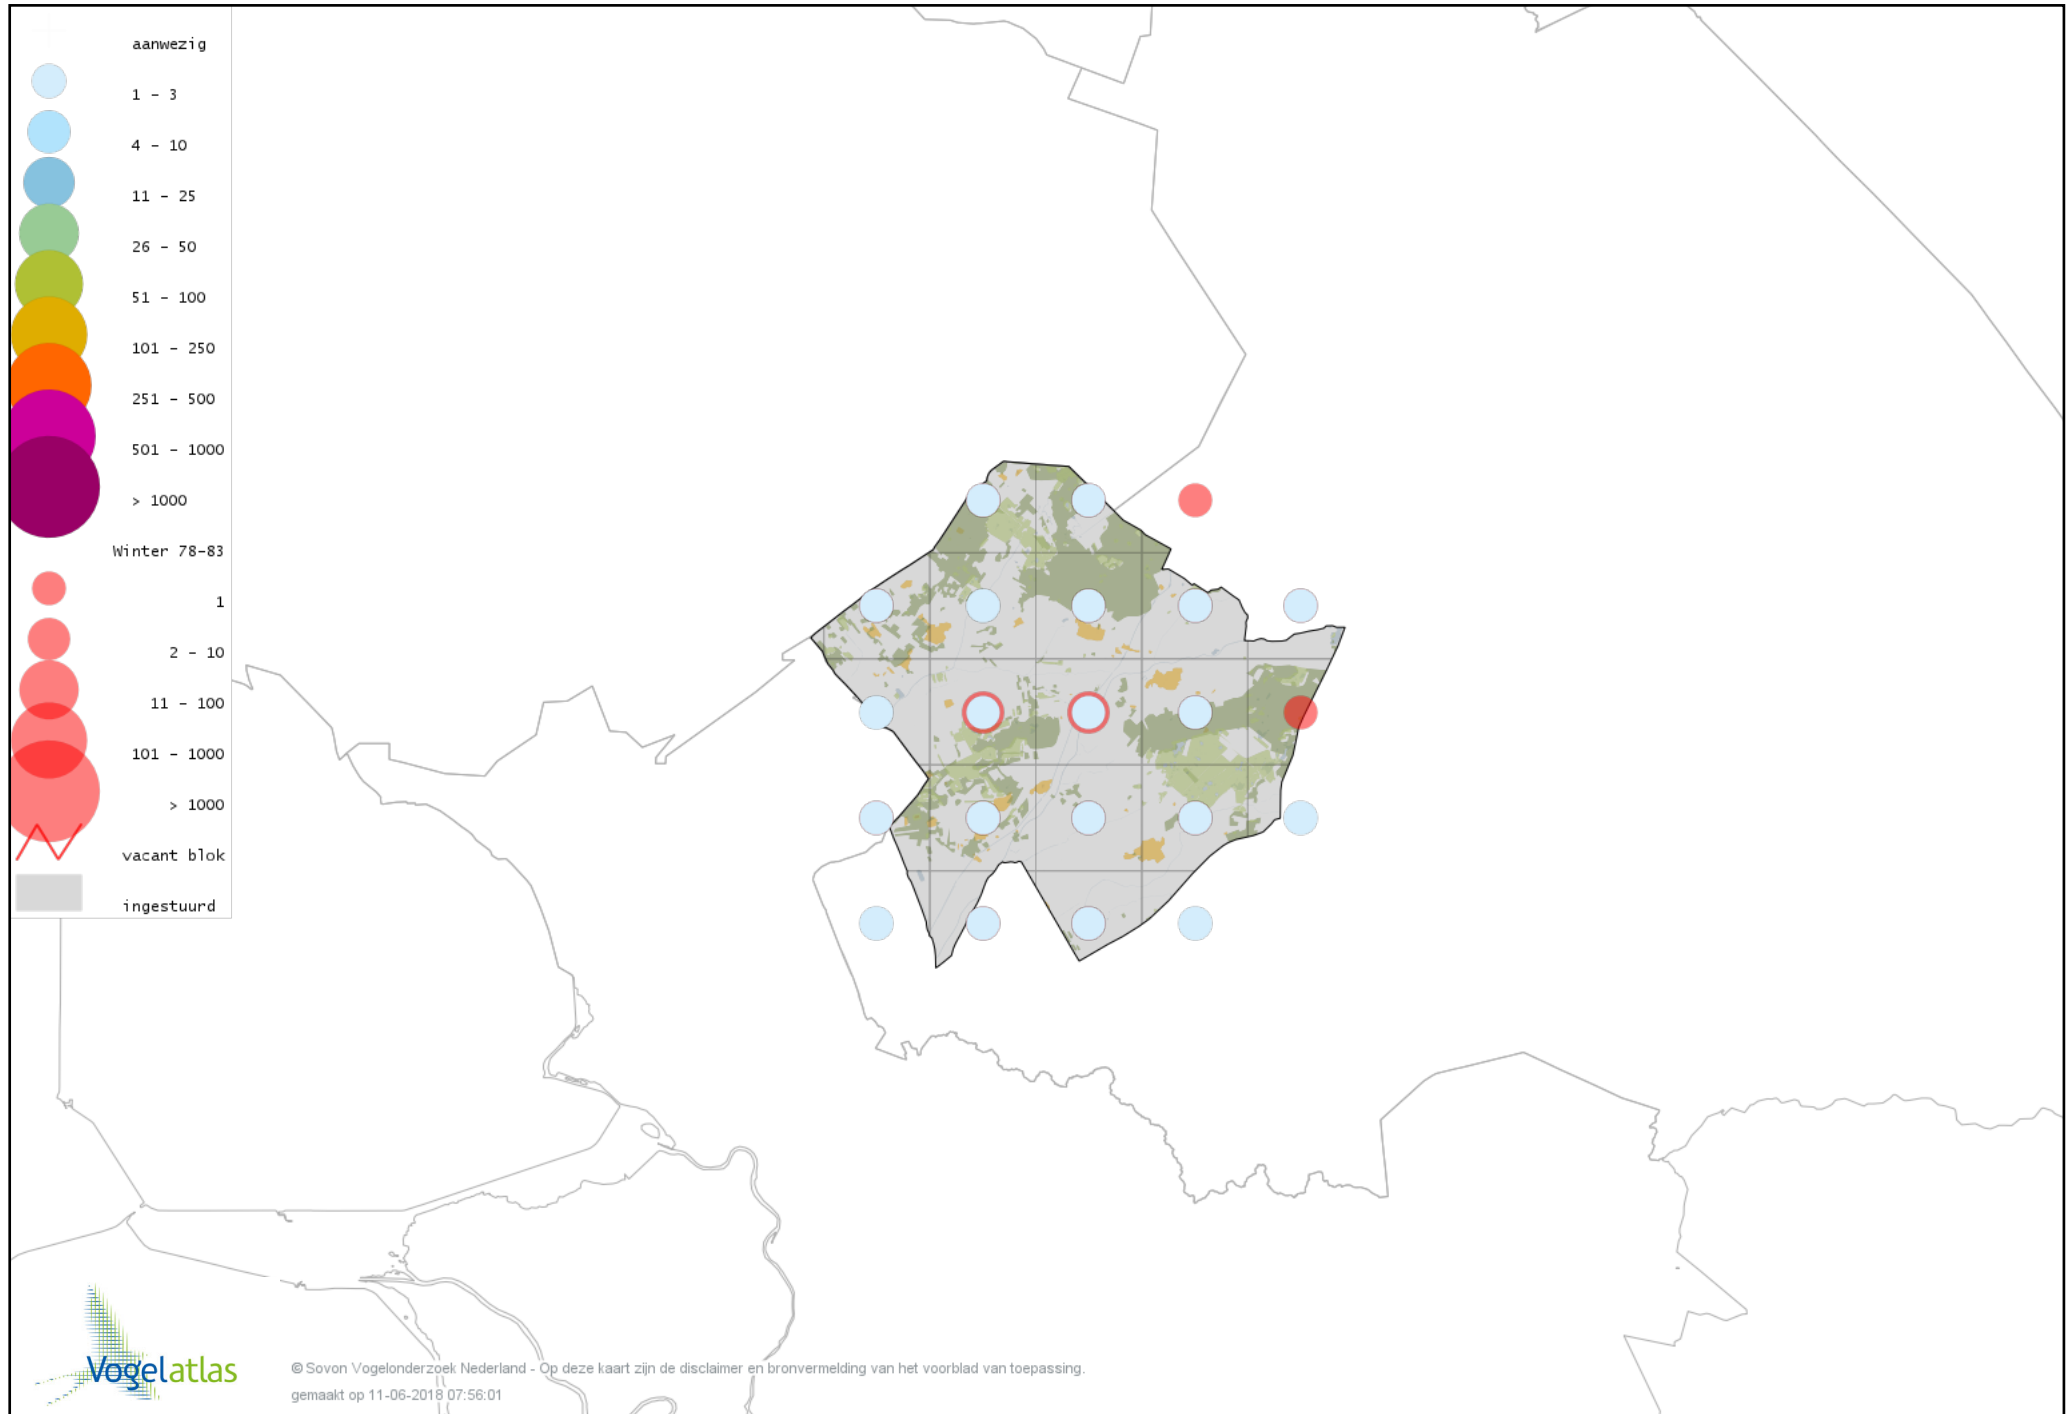 aanwezig
1 - 3
4 - 10
11 - 25
26 - 50
51 - 100
101 - 250
251 - 500
501 - 1000
> 1000
Winter 78-83
1
2 - 10
11 - 100
101 - 1000
> 1000
vacant blok
ingestuurd
Vogelatlas
© Sovon Vogelonderzoek Nederland - Op deze kaart zijn de disclaimer en bronvermelding van het voorblad van toepassing.
gemaakt op 11-06-2018 07:56:01